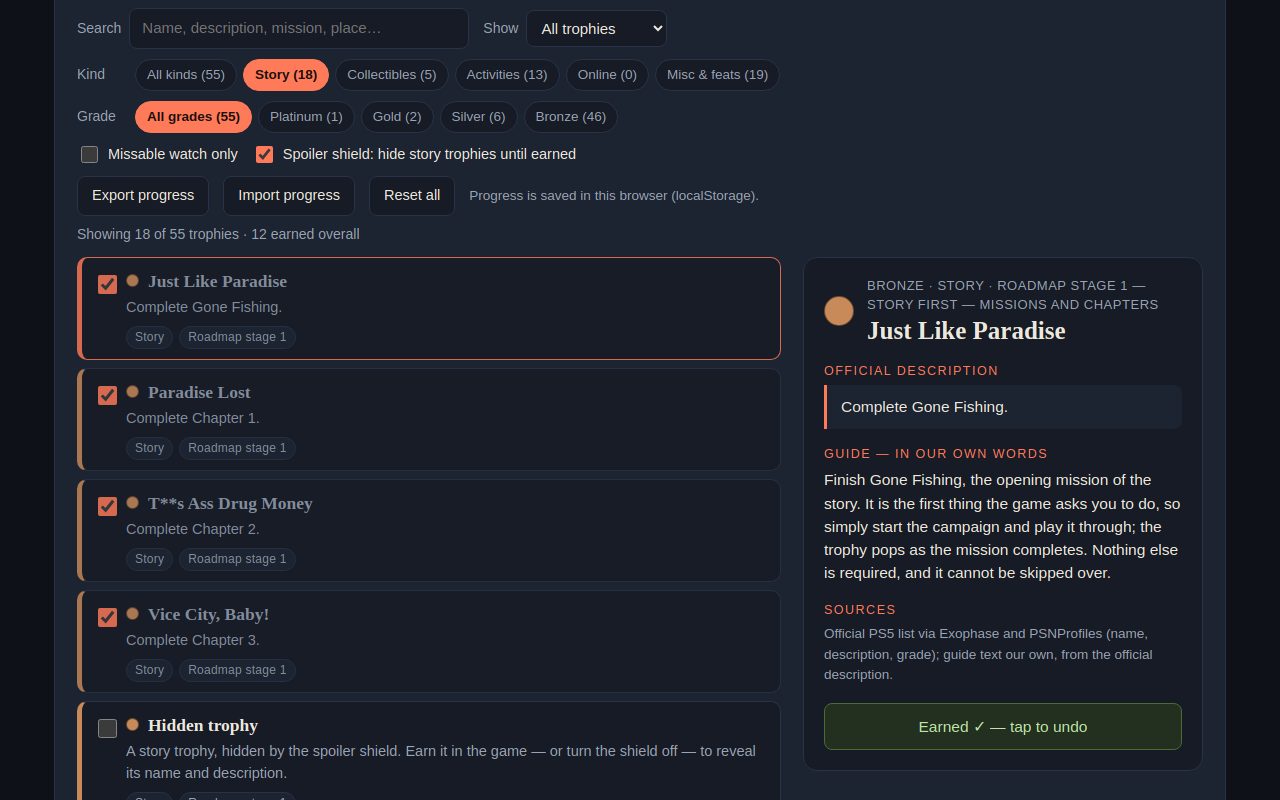 Search
Name, description, mission, place…
Show
All trophies
Kind
All kinds (55)
Story (18)
Collectibles (5)
Activities (13)
Online (0)
Misc & feats (19)
Grade
All grades (55)
Platinum (1)
Gold (2)
Silver (6)
Bronze (46)
Missable watch only
Spoiler shield: hide story trophies until earned
Export progress
Import progress
Reset all
Progress is saved in this browser (localStorage).
Showing 18 of 55 trophies · 12 earned overall
Just Like Paradise
Complete Gone Fishing.
Story
Roadmap stage 1
Paradise Lost
Complete Chapter 1.
Story
Roadmap stage 1
T**s Ass Drug Money
Complete Chapter 2.
Story
Roadmap stage 1
Vice City, Baby!
Complete Chapter 3.
Story
Roadmap stage 1
Hidden trophy
A story trophy, hidden by the spoiler shield. Earn it in the game — or turn the shield off — to reveal
its name and description.
Story
Roadmap stage 1
BRONZE · STORY · ROADMAP STAGE 1 —
STORY FIRST — MISSIONS AND CHAPTERS
Just Like Paradise
OFFICIAL DESCRIPTION
Complete Gone Fishing.
GUIDE — IN OUR OWN WORDS
Finish Gone Fishing, the opening mission of the
story. It is the first thing the game asks you to do, so
simply start the campaign and play it through; the
trophy pops as the mission completes. Nothing else
is required, and it cannot be skipped over.
SOURCES
Official PS5 list via Exophase and PSNProfiles (name,
description, grade); guide text our own, from the official
description.
Earned ✓ — tap to undo